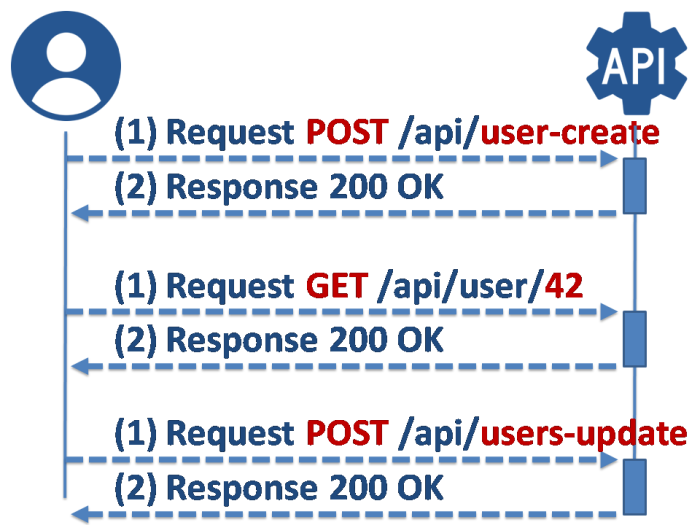 API
(1) Request POST /api/user-create
(2) Response 200 OK
(1) Request GET /api/user/42
(2) Response 200 OK
(1) Request POST /api/users-update
(2) Response 200 OK